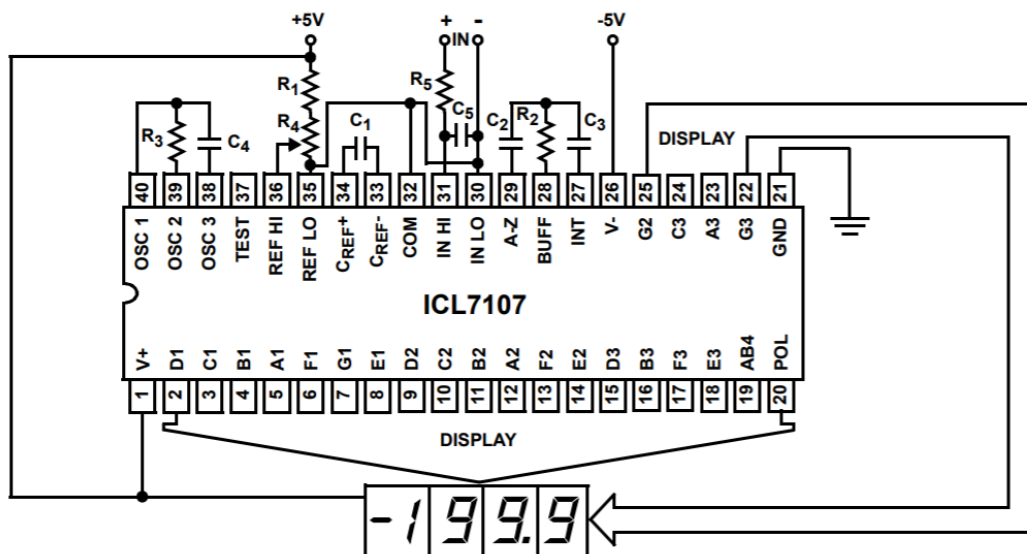 +5V + - -5V
IN
R1 R5
C5 C2 R2 C3
R3 C4 R4 C1 DISPLAY
40 39 38 37 36 35 34 33 32 31 30 29 28 27 26 25 24 23 22 21
OSC 1 OSC 2 OSC 3 TEST REF HI REF LO CREF+ CREF- COM IN HI IN LO A-Z BUFF INT V- G2 C3 A3 G3 GND
ICL7107
V+ D1 C1 B1 A1 F1 G1 E1 D2 C2 B2 A2 F2 E2 D3 B3 F3 E3 AB4 POL
1 2 3 4 5 6 7 8 9 10 11 12 13 14 15 16 17 18 19 20
DISPLAY
-199.9